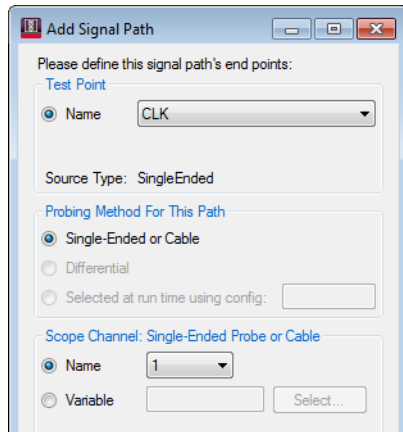 Add Signal Path
Please define this signal path's end points:
Test Point
Name CLK
Source Type: SingleEnded
Probing Method For This Path
Single-Ended or Cable
Differential
Selected at run time using config:
Scope Channel: Single-Ended Probe or Cable
Name 1
Variable Select...